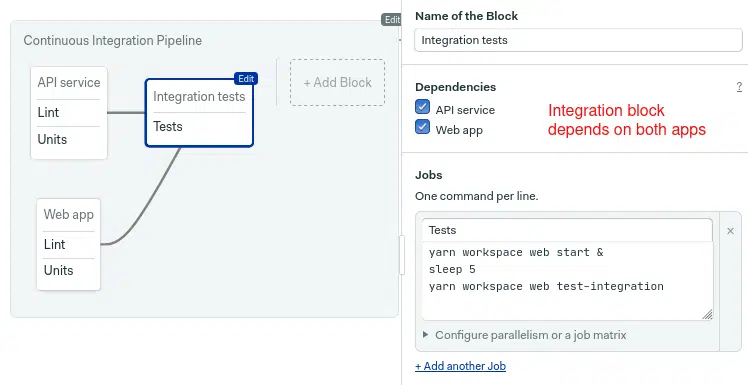 Edit
Continuous Integration Pipeline
API service
Lint
Units
Edit
Integration tests
Tests
+ Add Block
Web app
Lint
Units
Name of the Block
Integration tests
Dependencies
?
API service
Web app
Integration block
depends on both apps
Jobs
One command per line.
Tests
×
yarn workspace web start &
sleep 5
yarn workspace web test-integration
Configure parallelism or a job matrix
+ Add another Job